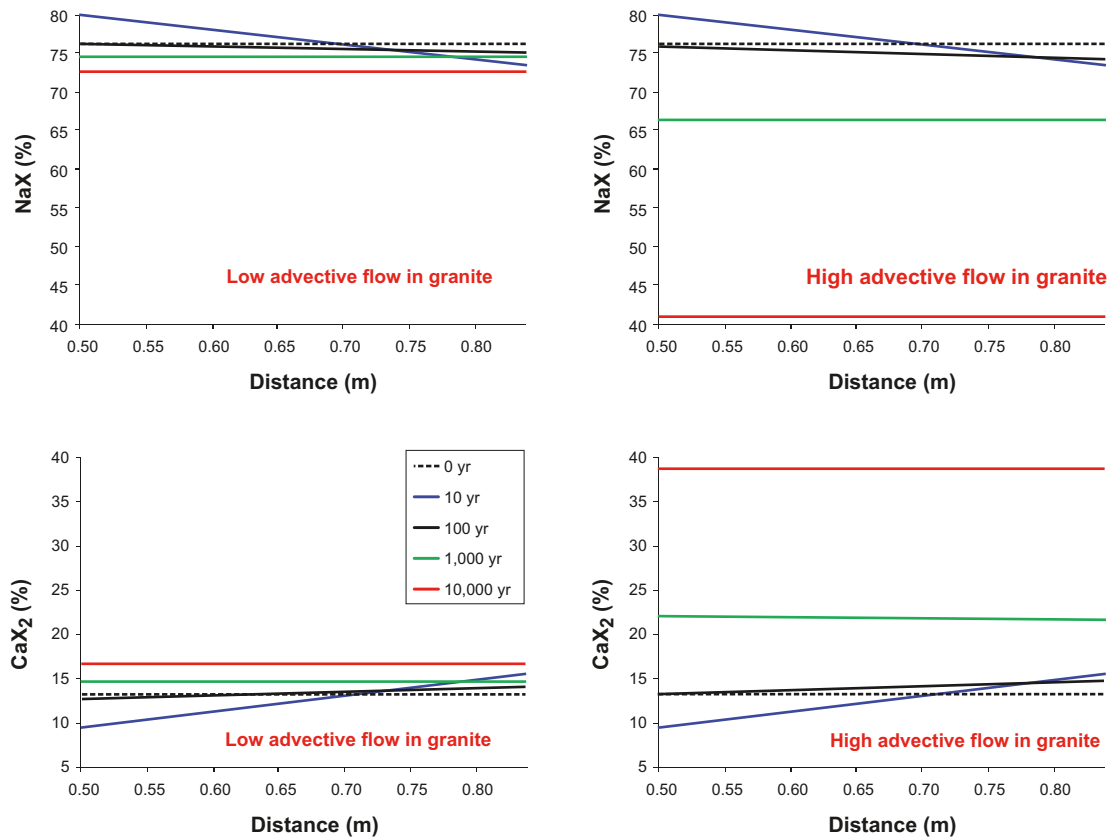 80
75
70
65
60
55
50
45
40
NaX (%)
Low advective flow in granite
0.50 0.55 0.60 0.65 0.70 0.75 0.80
Distance (m)
80
75
70
65
60
55
50
45
40
NaX (%)
High advective flow in granite
0.50 0.55 0.60 0.65 0.70 0.75 0.80
Distance (m)
40
35
30
25
20
15
10
5
CaX₂ (%)
0 yr
10 yr
100 yr
1,000 yr
10,000 yr
Low advective flow in granite
0.50 0.55 0.60 0.65 0.70 0.75 0.80
Distance (m)
40
35
30
25
20
15
10
5
CaX₂ (%)
High advective flow in granite
0.50 0.55 0.60 0.65 0.70 0.75 0.80
Distance (m)